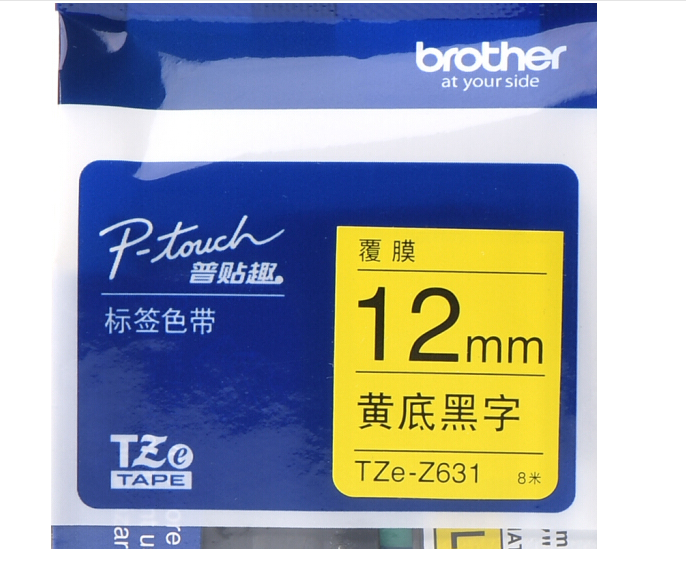 brother
at your side
P-touch
普贴趣
标签色带
覆膜
12mm
黄底黑字
TZe-Z631 8米
TZe
TAPE